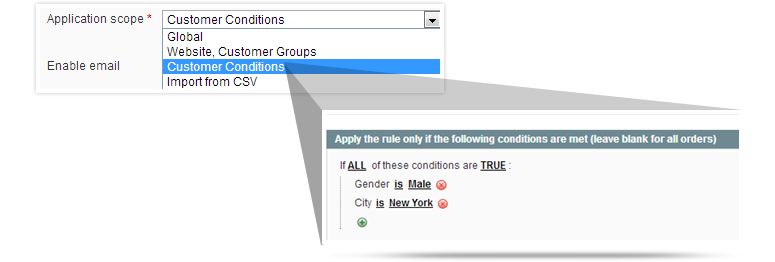 Application scope * Customer Conditions
Global
Website, Customer Groups
Enable email Customer Conditions
Import from CSV
Apply the rule only if the following conditions are met (leave blank for all orders)
If ALL of these conditions are TRUE :
Gender is Male
City is New York